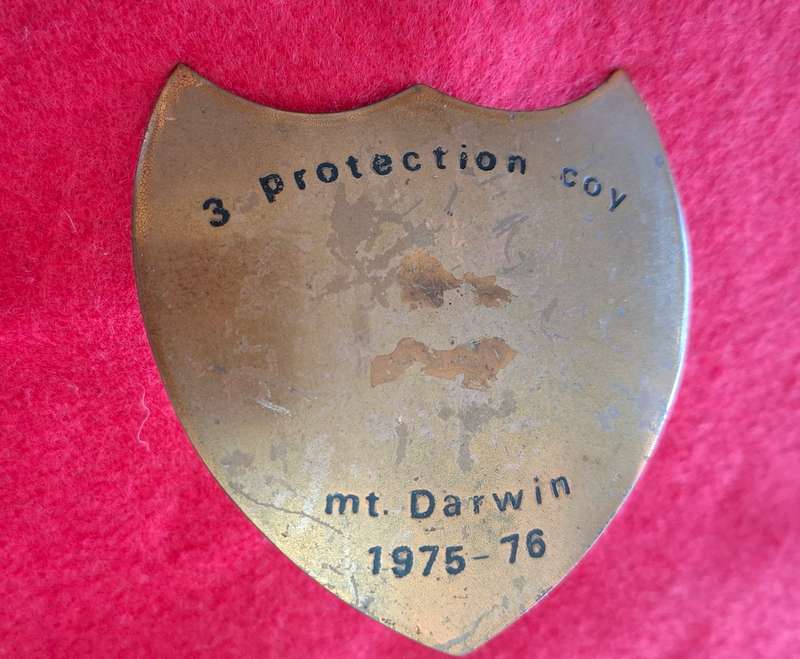 3 protection coy
mt. Darwin
1975-76